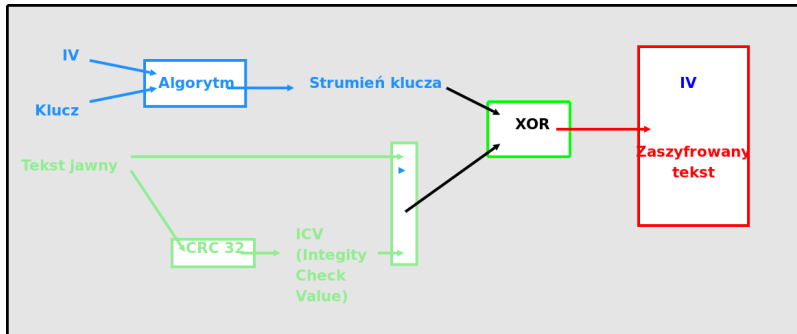 IV
Algorytm
Strumień klucza
Klucz
XOR
IV
Zaszyfrowany
tekst
Tekst jawny
CRC 32
ICV
(Integity
Check
Value)